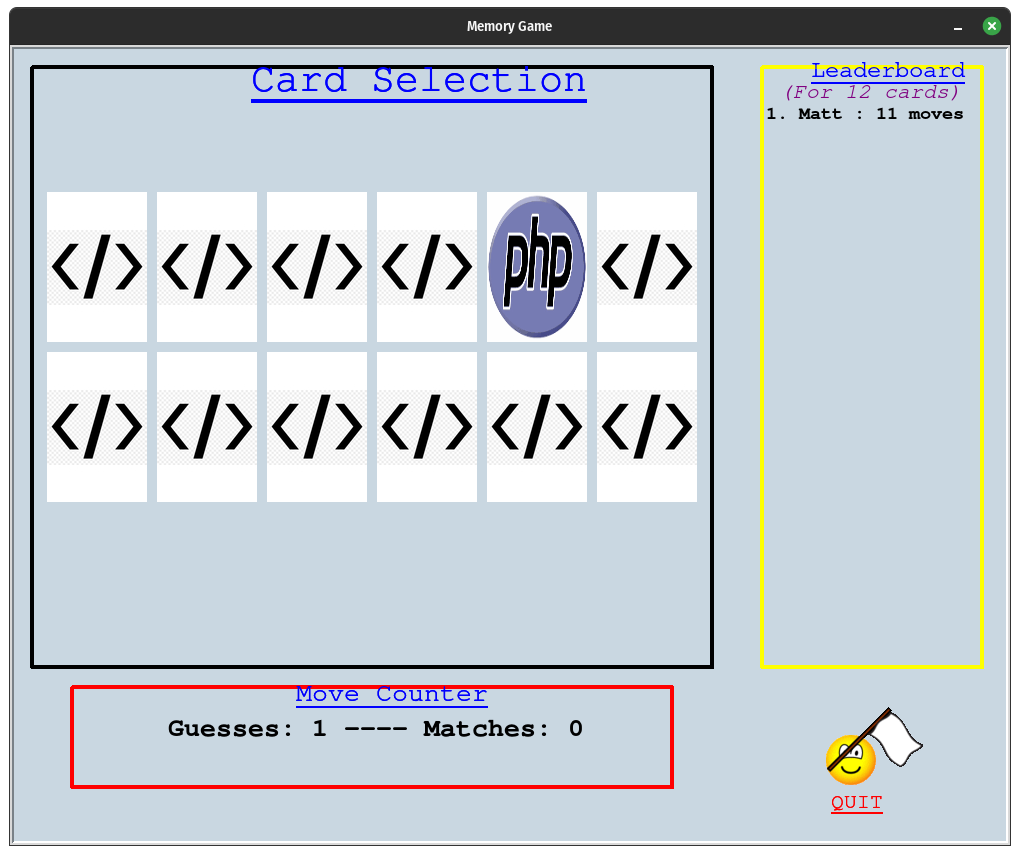 Memory Game
Card Selection
</> </> </> </> php </>
</> </> </> </> </> </>
Leaderboard
(For 12 cards)
1. Matt : 11 moves
Move Counter
Guesses: 1 ---- Matches: 0
QUIT